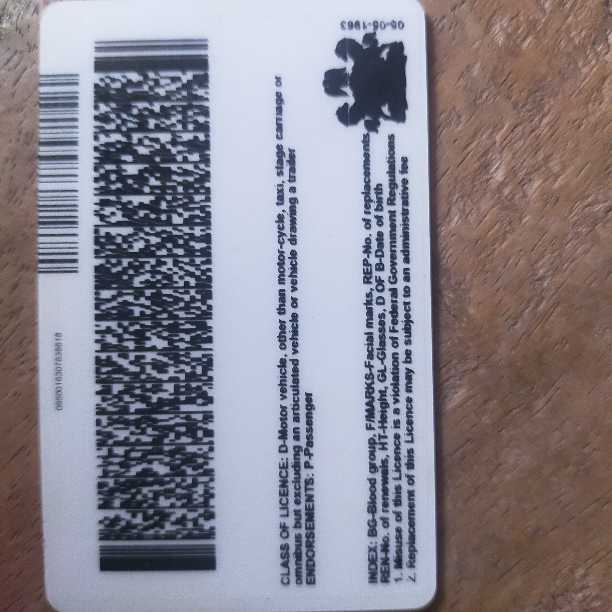 05-05-1963
INDEX: BG-Blood group, F/MARKS-Facial marks, REP-No. of replacements,
REN-No. of renewals, HT-Height, GL-Glasses, D OF B-Date of birth
1. Misuse of this Licence is a violation of Federal Government Regulations
2. Replacement of this Licence may be subject to an administrative fee
CLASS OF LICENCE: D-Motor vehicle, other than motor-cycle, taxi, stage carriage or
omnibus but excluding an articulated vehicle or vehicle drawing a trailer
ENDORSEMENTS: P-Passenger